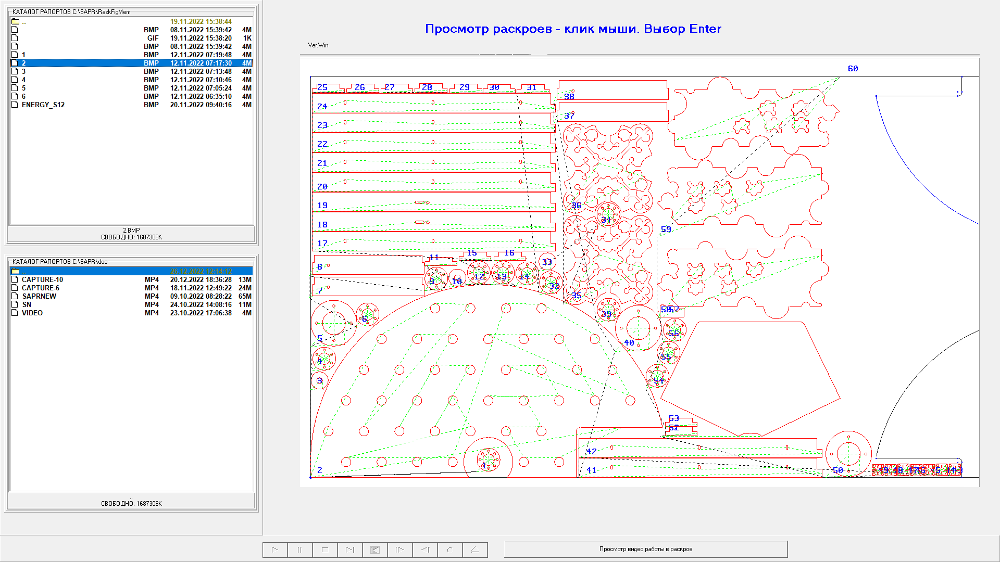 КАТАЛОГ РАПОРТОВ C:\SAPR\RaskFigMem
.. 19.11.2022 15:38:44
BMP 08.11.2022 15:39:42 4M
GIF 19.11.2022 15:38:20 1K
BMP 08.11.2022 15:39:42 4M
1 BMP 12.11.2022 07:19:48 4M
2 BMP 12.11.2022 07:17:30 4M
3 BMP 12.11.2022 07:13:48 4M
4 BMP 12.11.2022 07:10:46 4M
5 BMP 12.11.2022 07:05:24 4M
6 BMP 12.11.2022 06:35:10 4M
ENERGY_S12 BMP 20.11.2022 09:40:16 4M
2.BMP
СВОБОДНО: 1687308K
КАТАЛОГ РАПОРТОВ C:\SAPR\doc
.. 26.12.2022 12:14:12
CAPTURE-10 MP4 20.12.2022 18:36:28 13M
CAPTURE-6 MP4 18.11.2022 12:49:22 24M
SAPRNEW MP4 09.10.2022 08:28:22 65M
SN MP4 24.10.2022 14:08:16 11M
VIDEO MP4 23.10.2022 17:06:38 4M
..
СВОБОДНО: 1687308K
Просмотр раскроев - клик мыши. Выбор Enter
Ver.Win
60
25 26 27 28 29 30 31
38
24
37
23
22
21
20
19
36
18
34
59
17
11 15 16
33
8
9 10 12 13 14
32
7
35
58 57
39
6
56
5
40
4
55
3
54
53
52
42
2
1
41
50
49 48
Просмотр видео работы в раскрое